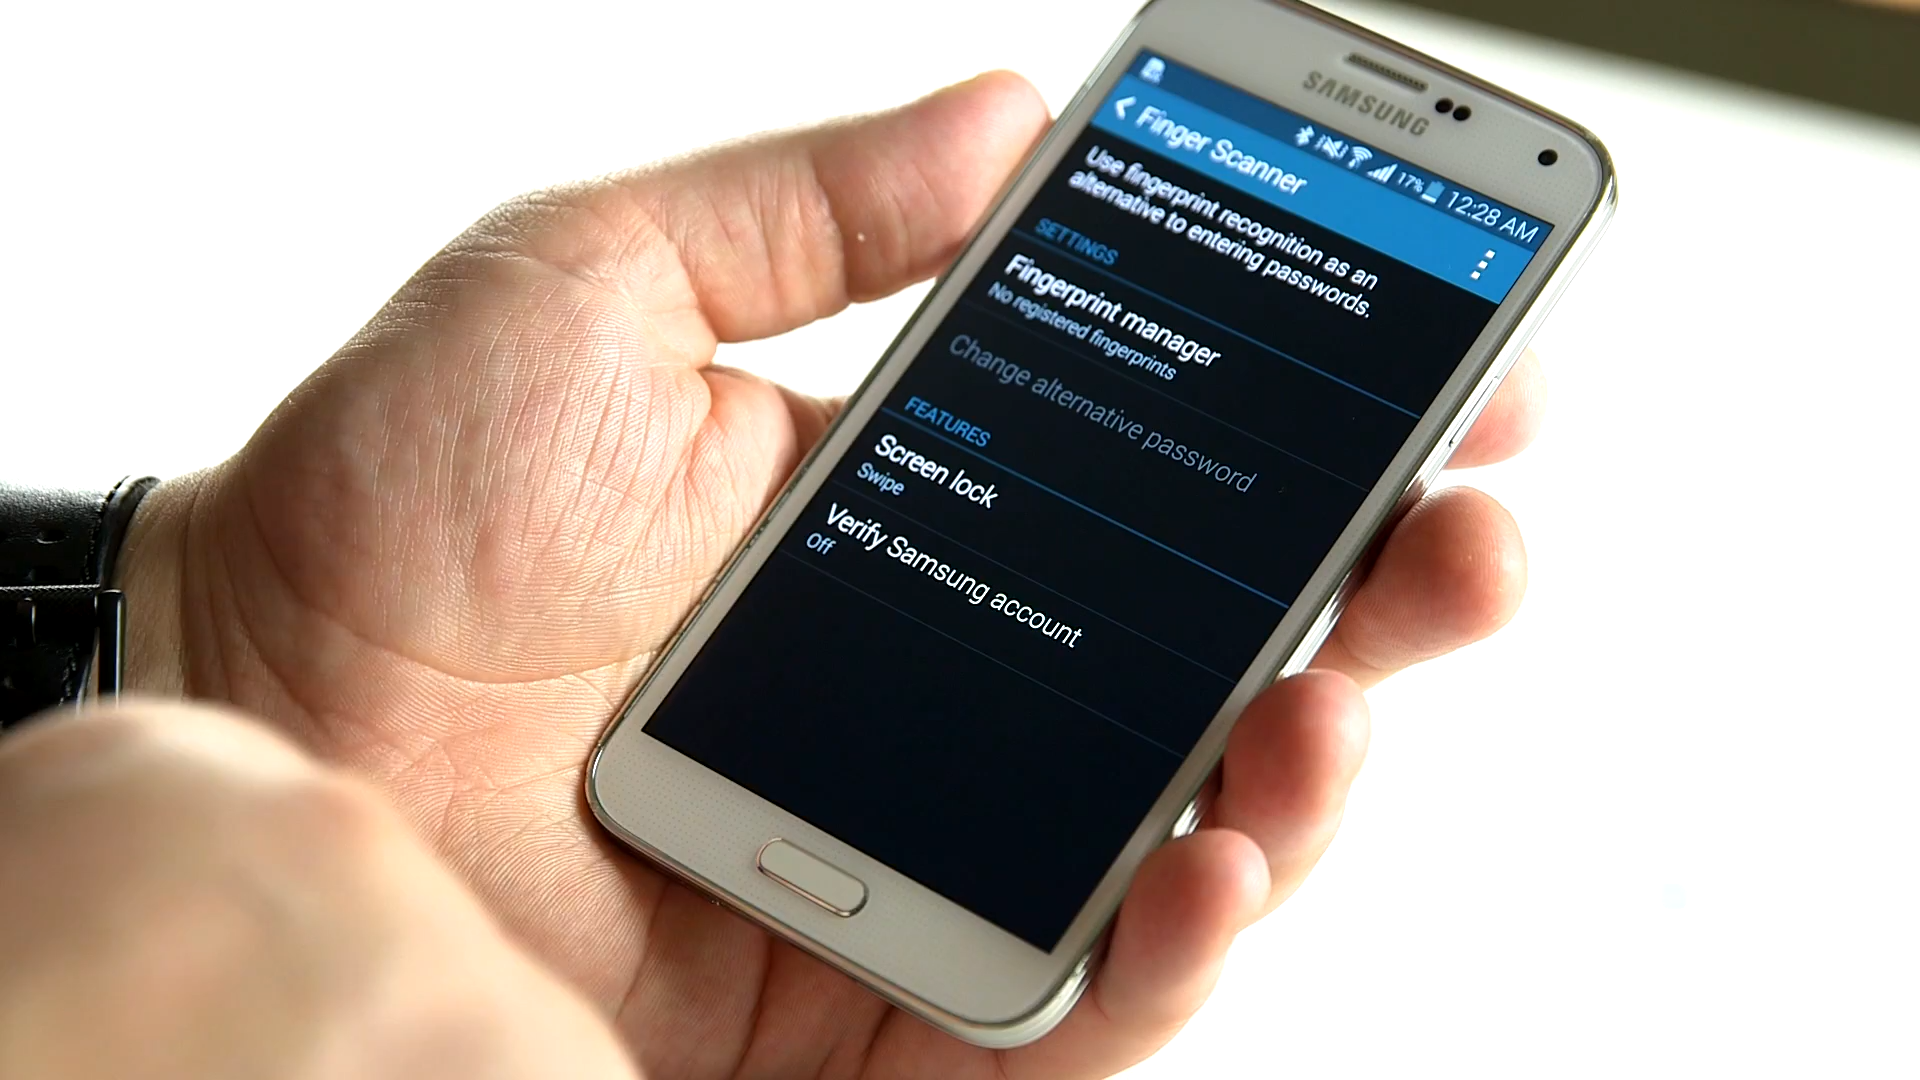 SAMSUNG
17% 12:28 AM
Finger Scanner
Use fingerprint recognition as an
alternative to entering passwords.
SETTINGS
Fingerprint manager
No registered fingerprints
Change alternative password
FEATURES
Screen lock
Swipe
Verify Samsung account
Off